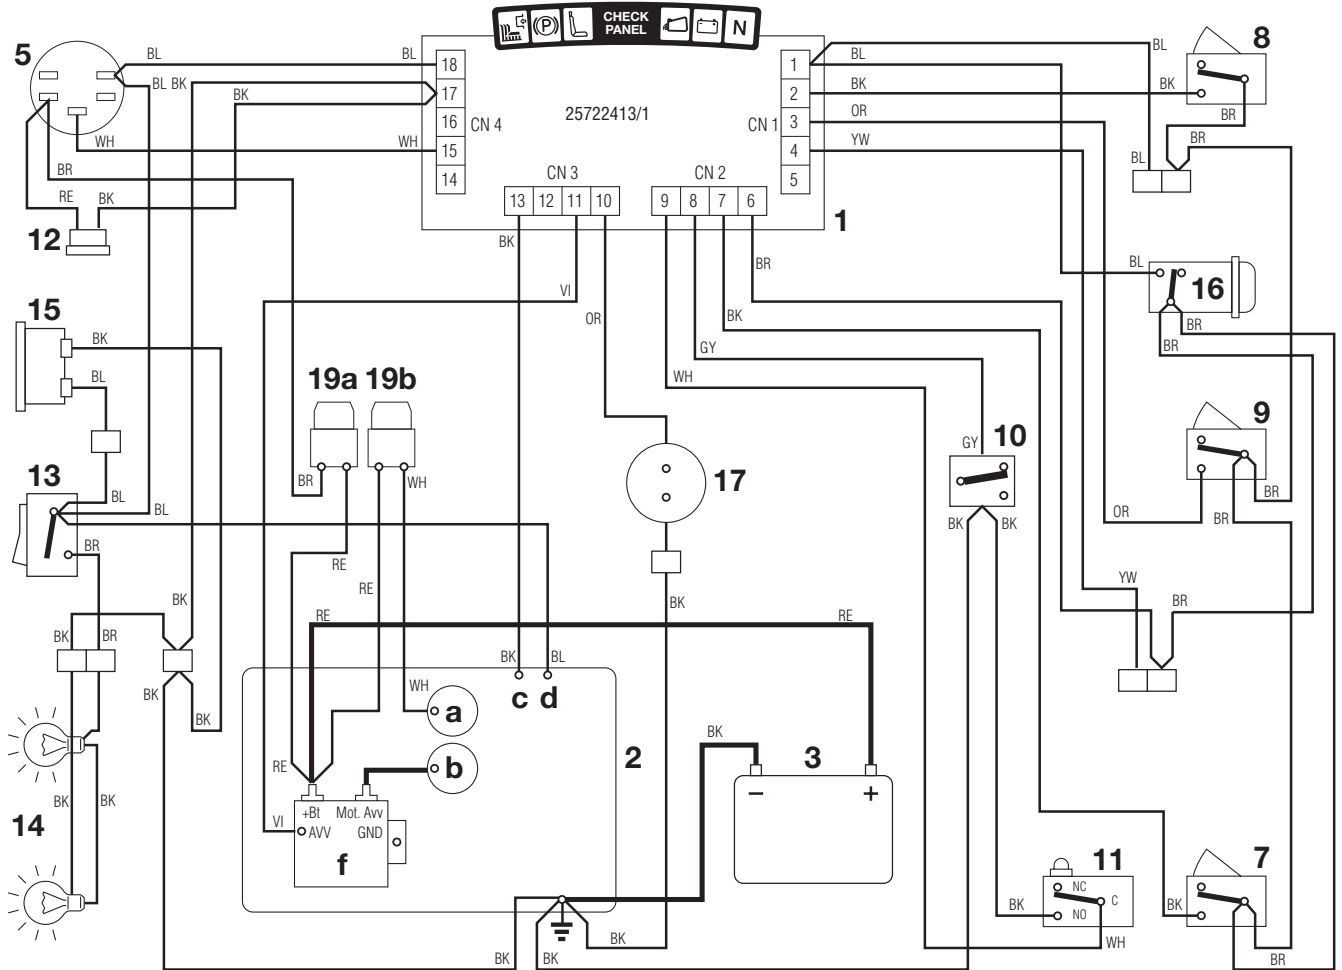 CHECK
PANEL
(P)
N
5
BL
BL
18
1
BL
BL
8
BL BK
BK
17
2
BK
BK
16
CN 4
25722413/1
CN 1
3
OR
BR
WH
WH
15
4
YW
BL
BR
BR
14
CN 3
CN 2
5
RE
BK
13
12
11
10
9
8
7
6
1
12
BK
BR
BL
16
VI
15
OR
BK
BR
BK
GY
BR
BL
WH
19a
19b
9
10
GY
13
BR
WH
17
BR
BL
BL
OR
BR
BK
BK
BR
RE
YW
RE
BK
BK
BR
RE
RE
BK
BR
BK
BL
BK
WH
c
d
a
BK
BK
2
3
b
RE
−
+
BK
BK
+Bt
Mot. Avv
14
VI
AVV
GND
f
11
7
NC
C
BK
NO
BK
BK
WH
BK
BK
BR